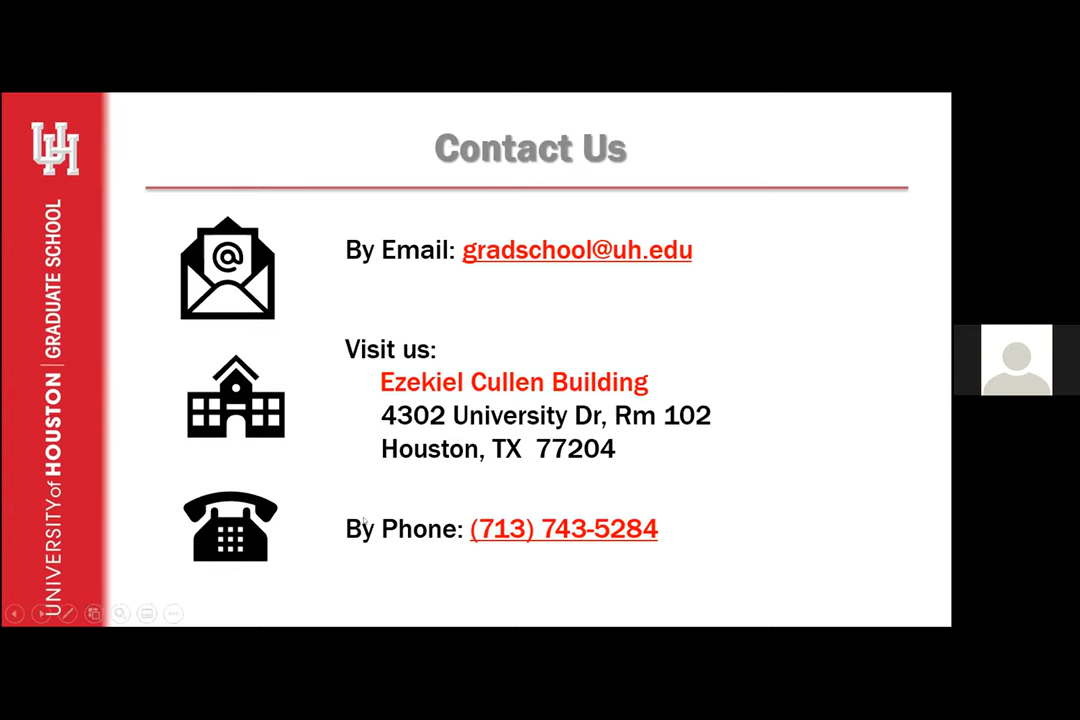 Contact Us
UH
UNIVERSITY of HOUSTON | GRADUATE SCHOOL
@
By Email: gradschool@uh.edu
Visit us:
Ezekiel Cullen Building
4302 University Dr, Rm 102
Houston, TX 77204
By Phone: (713) 743-5284